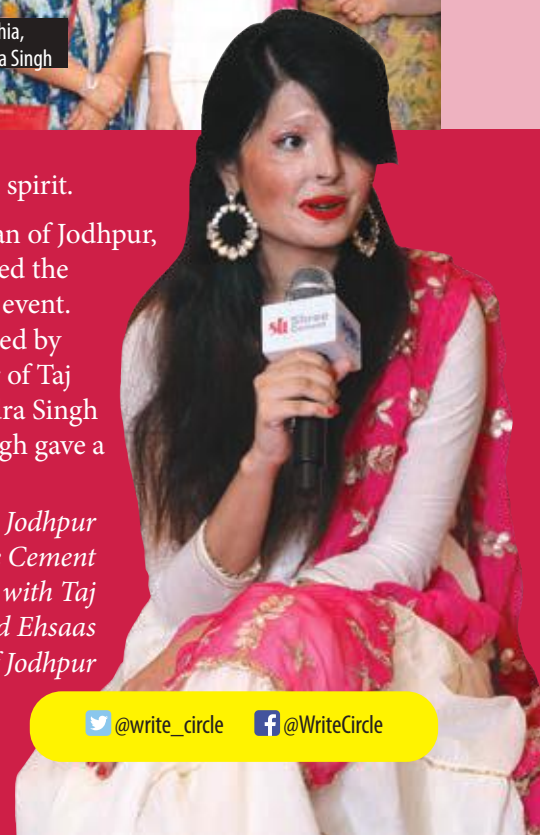 hia,
a Singh
spirit.
an of Jodhpur,
ed the
event.
ed by
of Taj
ra Singh
gh gave a
Jodhpur
Cement
with Taj
d Ehsaas
Jodhpur
Shree
Cement
@write_circle
@WriteCircle